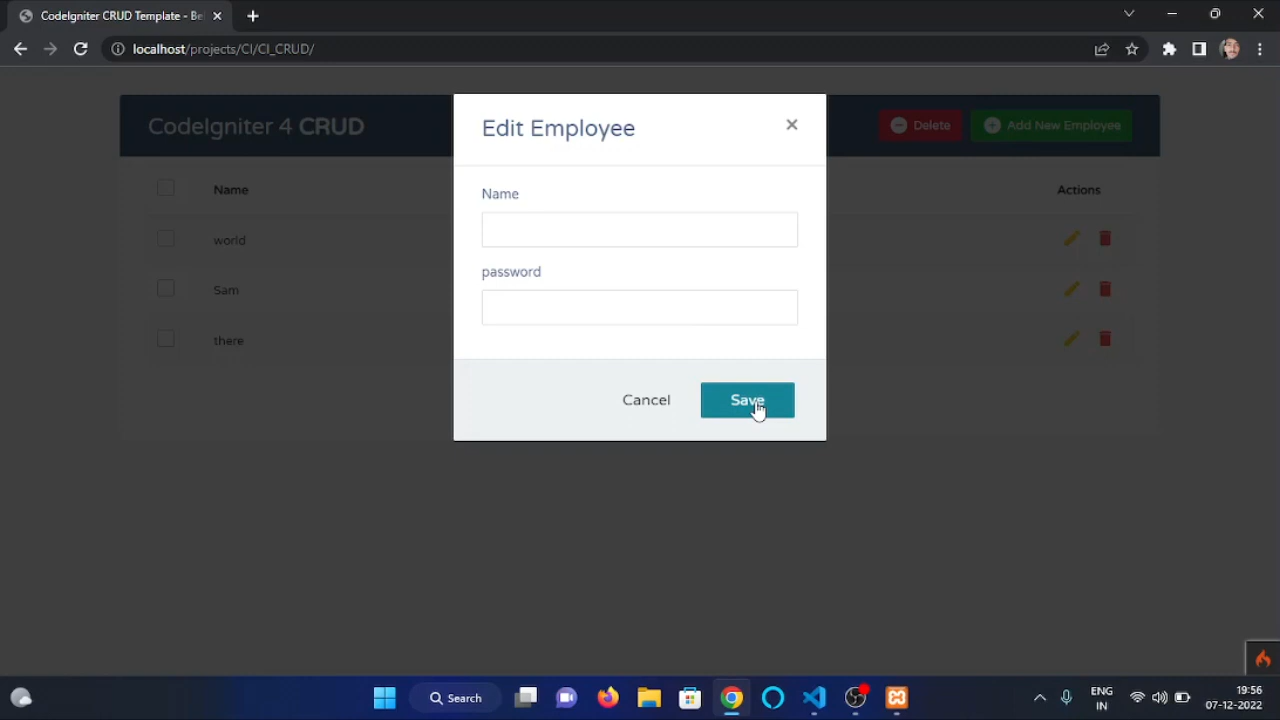 CodeIgniter CRUD Template - Be
localhost/projects/CI/CI_CRUD/
CodeIgniter 4 CRUD
Delete
Add New Employee
Edit Employee
Name
Actions
Name
world
password
Sam
there
Cancel
Save
Search
ENG
IN
19:56
07-12-2022